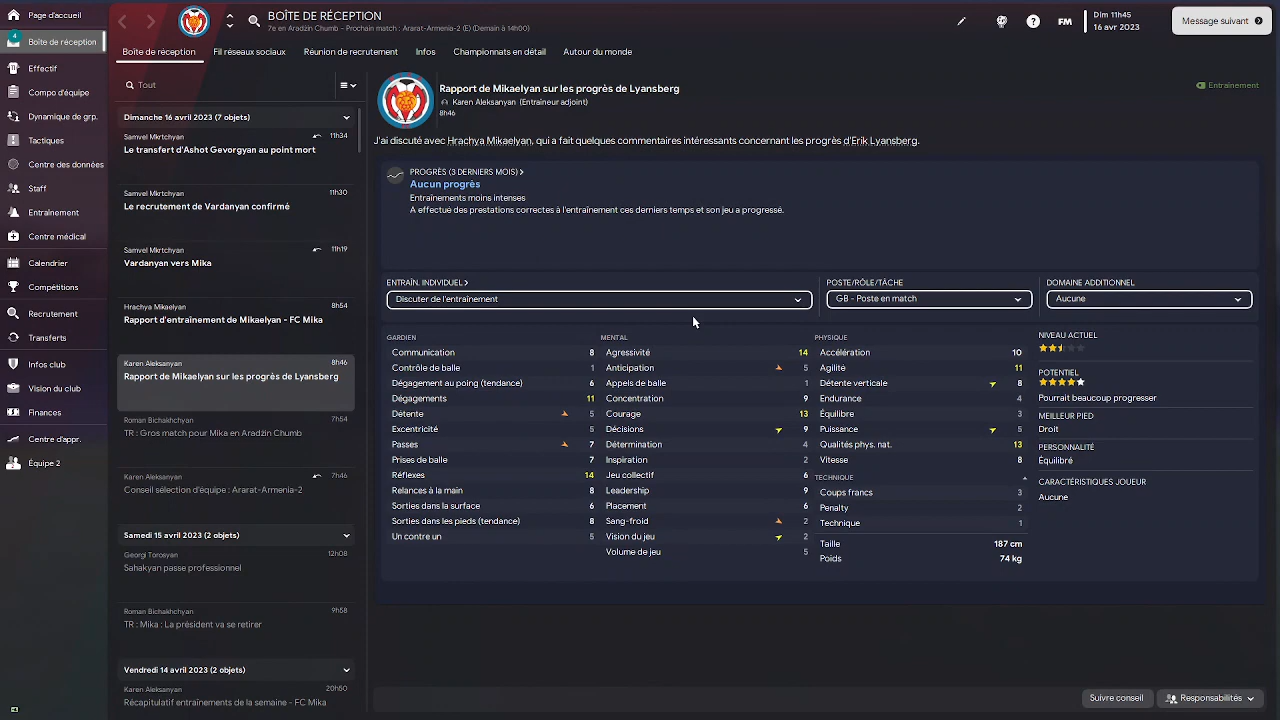 Page d'accueil
4
Boîte de réception
Effectif
Compo d'équipe
Dynamique de grp.
Tactiques
Centre des données
Staff
Entraînement
Centre médical
Calendrier
Compétitions
Recrutement
Transferts
Infos club
Vision du club
Finances
Centre d'appr.
Équipe 2
BOÎTE DE RÉCEPTION
7e en Aradzin Chumb - Prochain match : Ararat-Armenia-2 (E) (Demain à 14h00)
FM
Dim 11h45
16 avr 2023
Message suivant
Boîte de réception
Fil réseaux sociaux
Réunion de recrutement
Infos
Championnats en détail
Autour du monde
Tout
Dimanche 16 avril 2023 (7 objets)
Samvel Mkrtchyan
11h34
Le transfert d'Ashot Gevorgyan au point mort
Samvel Mkrtchyan
11h30
Le recrutement de Vardanyan confirmé
Samvel Mkrtchyan
11h19
Vardanyan vers Mika
Hrachya Mikaelyan
8h54
Rapport d'entraînement de Mikaelyan - FC Mika
Karen Aleksanyan
8h46
Rapport de Mikaelyan sur les progrès de Lyansberg
Roman Bichakhchyan
7h54
TR : Gros match pour Mika en Aradžin Chumb
Karen Aleksanyan
7h46
Conseil sélection d'équipe : Ararat-Armenia-2
Samedi 15 avril 2023 (2 objets)
Georgi Torosyan
12h08
Sahakyan passe professionnel
Roman Bichakhchyan
9h58
TR : Mika : La président va se retirer
Vendredi 14 avril 2023 (2 objets)
Karen Aleksanyan
20h50
Récapitulatif entraînements de la semaine - FC Mika
Rapport de Mikaelyan sur les progrès de Lyansberg
Karen Aleksanyan (Entraîneur adjoint)
8h46
Entraînement
J'ai discuté avec Hrachya Mikaelyan, qui a fait quelques commentaires intéressants concernant les progrès d'Erik Lyansberg.
PROGRÈS (3 DERNIERS MOIS)
Aucun progrès
Entraînements moins intenses
A effectué des prestations correctes à l'entraînement ces derniers temps et son jeu a progressé.
ENTRAÎN. INDIVIDUEL
Discuter de l'entraînement
POSTE/RÔLE/TÂCHE
GB - Poste en match
DOMAINE ADDITIONNEL
Aucune
GARDIEN
Communication 8
Contrôle de balle 1
Dégagement au poing (tendance) 6
Dégagements 11
Détente 5
Excentricité 5
Passes 7
Prises de balle 7
Réflexes 14
Relances à la main 8
Sorties dans la surface 6
Sorties dans les pieds (tendance) 8
Un contre un 5
MENTAL
Agressivité 14
Anticipation 5
Appels de balle 1
Concentration 9
Courage 13
Décisions 9
Détermination 4
Inspiration 2
Jeu collectif 6
Leadership 9
Placement 6
Sang-froid 2
Vision du jeu 2
Volume de jeu 5
PHYSIQUE
Accélération 10
Agilité 11
Détente verticale 8
Endurance 4
Équilibre 3
Puissance 5
Qualités phys. nat. 13
Vitesse 8
TECHNIQUE
Coups francs 3
Penalty 2
Technique 1
Taille 187 cm
Poids 74 kg
NIVEAU ACTUEL
POTENTIEL
Pourrait beaucoup progresser
MEILLEUR PIED
Droit
PERSONNALITÉ
Équilibré
CARACTÉRISTIQUES JOUEUR
Aucune
Suivre conseil
Responsabilités